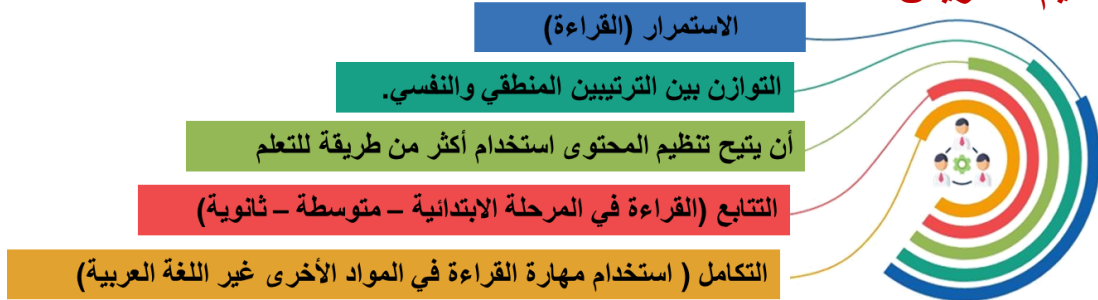 الاستمرار (القراءة)
التوازن بين الترتيبين المنطقي والنفسي.
أن يتيح تنظيم المحتوى استخدام أكثر من طريقة للتعلم
التتابع (القراءة في المرحلة الابتدائية – متوسطة – ثانوية)
التكامل ( استخدام مهارة القراءة في المواد الأخرى غير اللغة العربية)